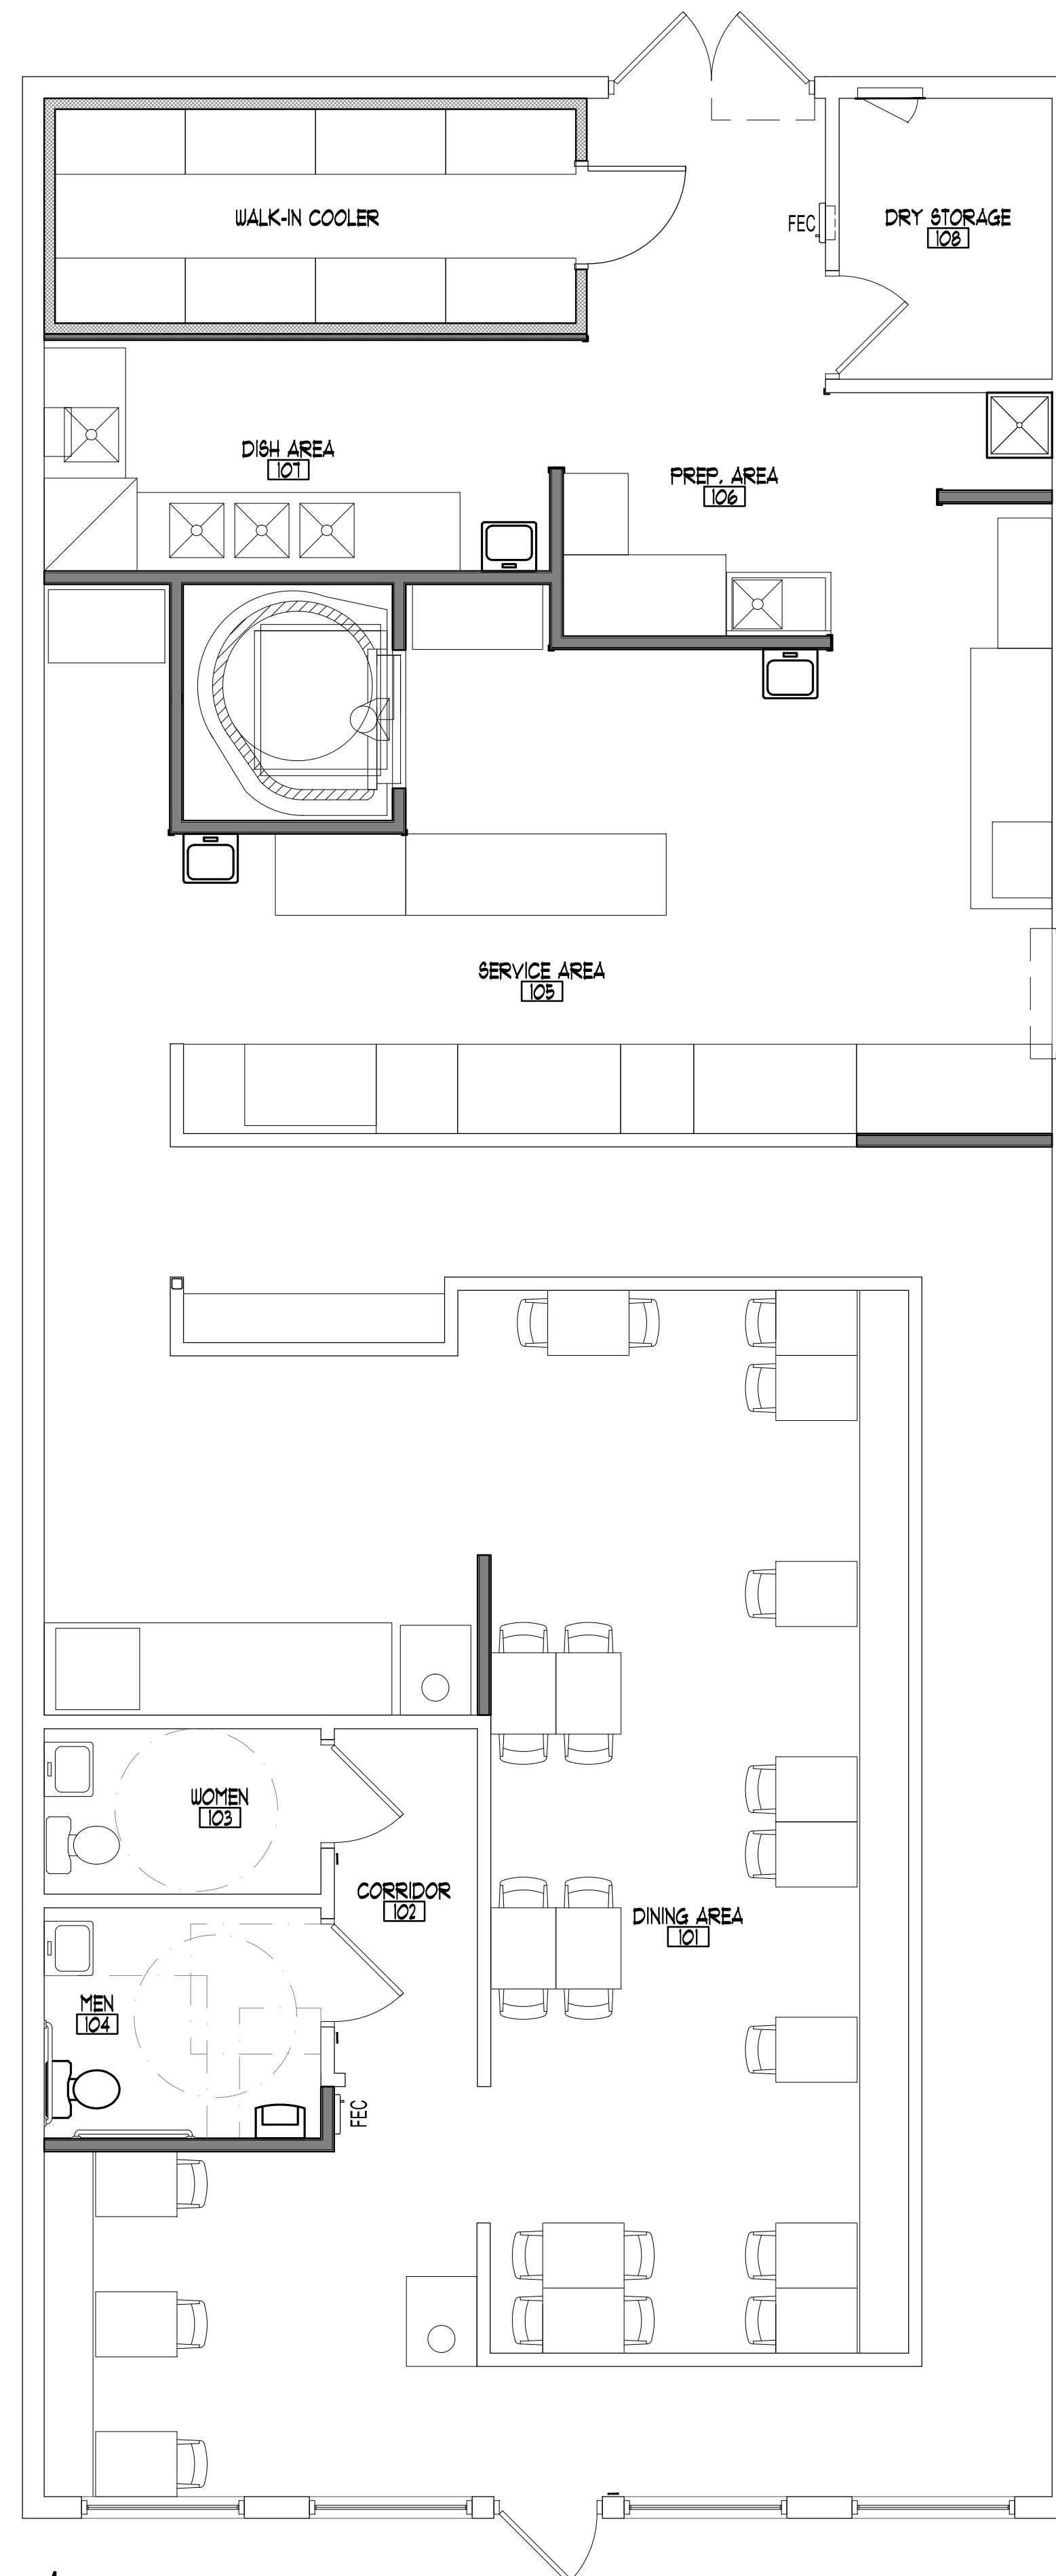 WALK-IN COOLER
FEC
DRY STORAGE
108
DISH AREA
107
PREP. AREA
106
SERVICE AREA
105
WOMEN
103
CORRIDOR
102
DINING AREA
101
MEN
104
FEC